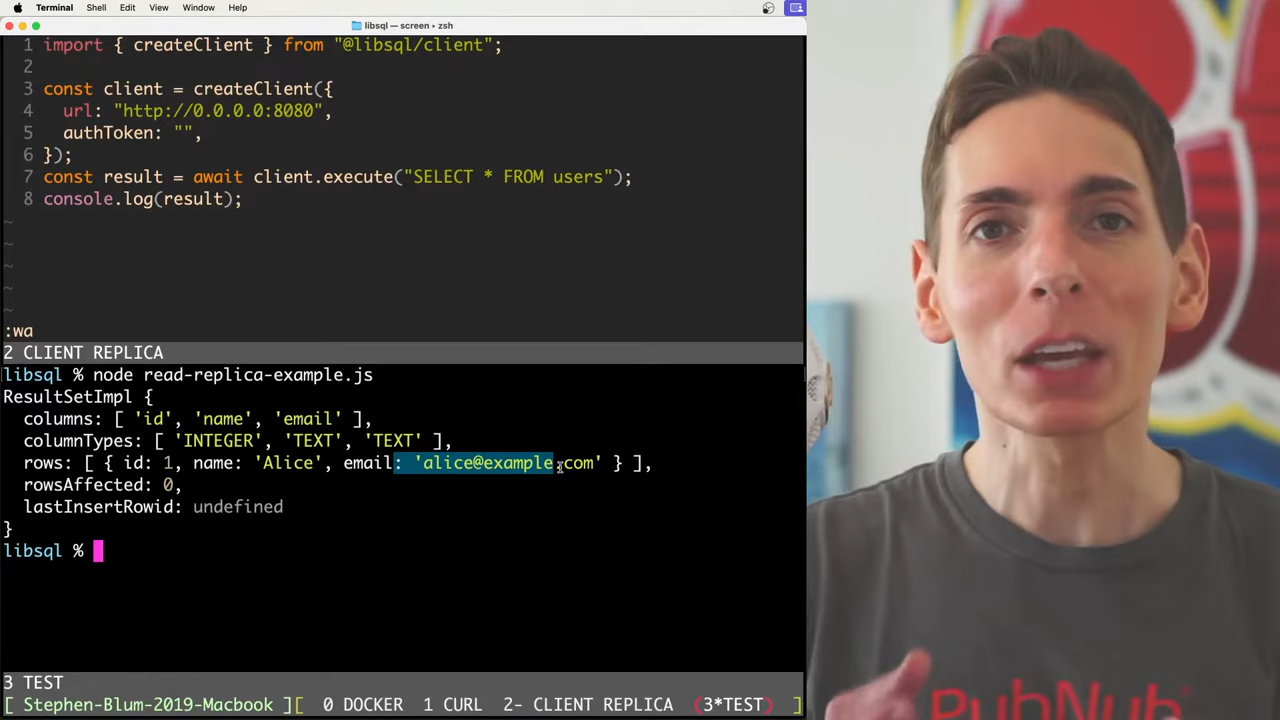 Terminal Shell Edit View Window Help
libsql — screen ▸ zsh
1 import { createClient } from "@libsql/client";
2
3 const client = createClient({
4 url: "http://0.0.0.0:8080",
5 authToken: "",
6 });
7 const result = await client.execute("SELECT * FROM users");
8 console.log(result);
~
~
~
~
~
:wa
2 CLIENT REPLICA
libsql % node read-replica-example.js
ResultSetImpl {
columns: [ 'id', 'name', 'email' ],
columnTypes: [ 'INTEGER', 'TEXT', 'TEXT' ],
rows: [ { id: 1, name: 'Alice', email: 'alice@example.com' } ],
rowsAffected: 0,
lastInsertRowid: undefined
}
libsql %
3 TEST
[ Stephen-Blum-2019-Macbook ][ 0 DOCKER 1 CURL 2- CLIENT REPLICA (3*TEST) ]
PubNub